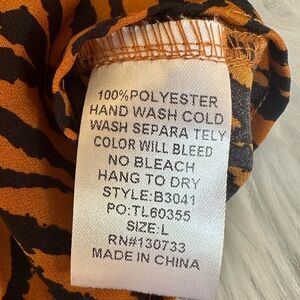 100%POLYESTER
HAND WASH COLD
WASH SEPARA TELY
COLOR WILL BLEED
NO BLEACH
HANG TO DRY
STYLE:B3041
PO:TL60355
SIZE:L
RN#130733
MADE IN CHINA